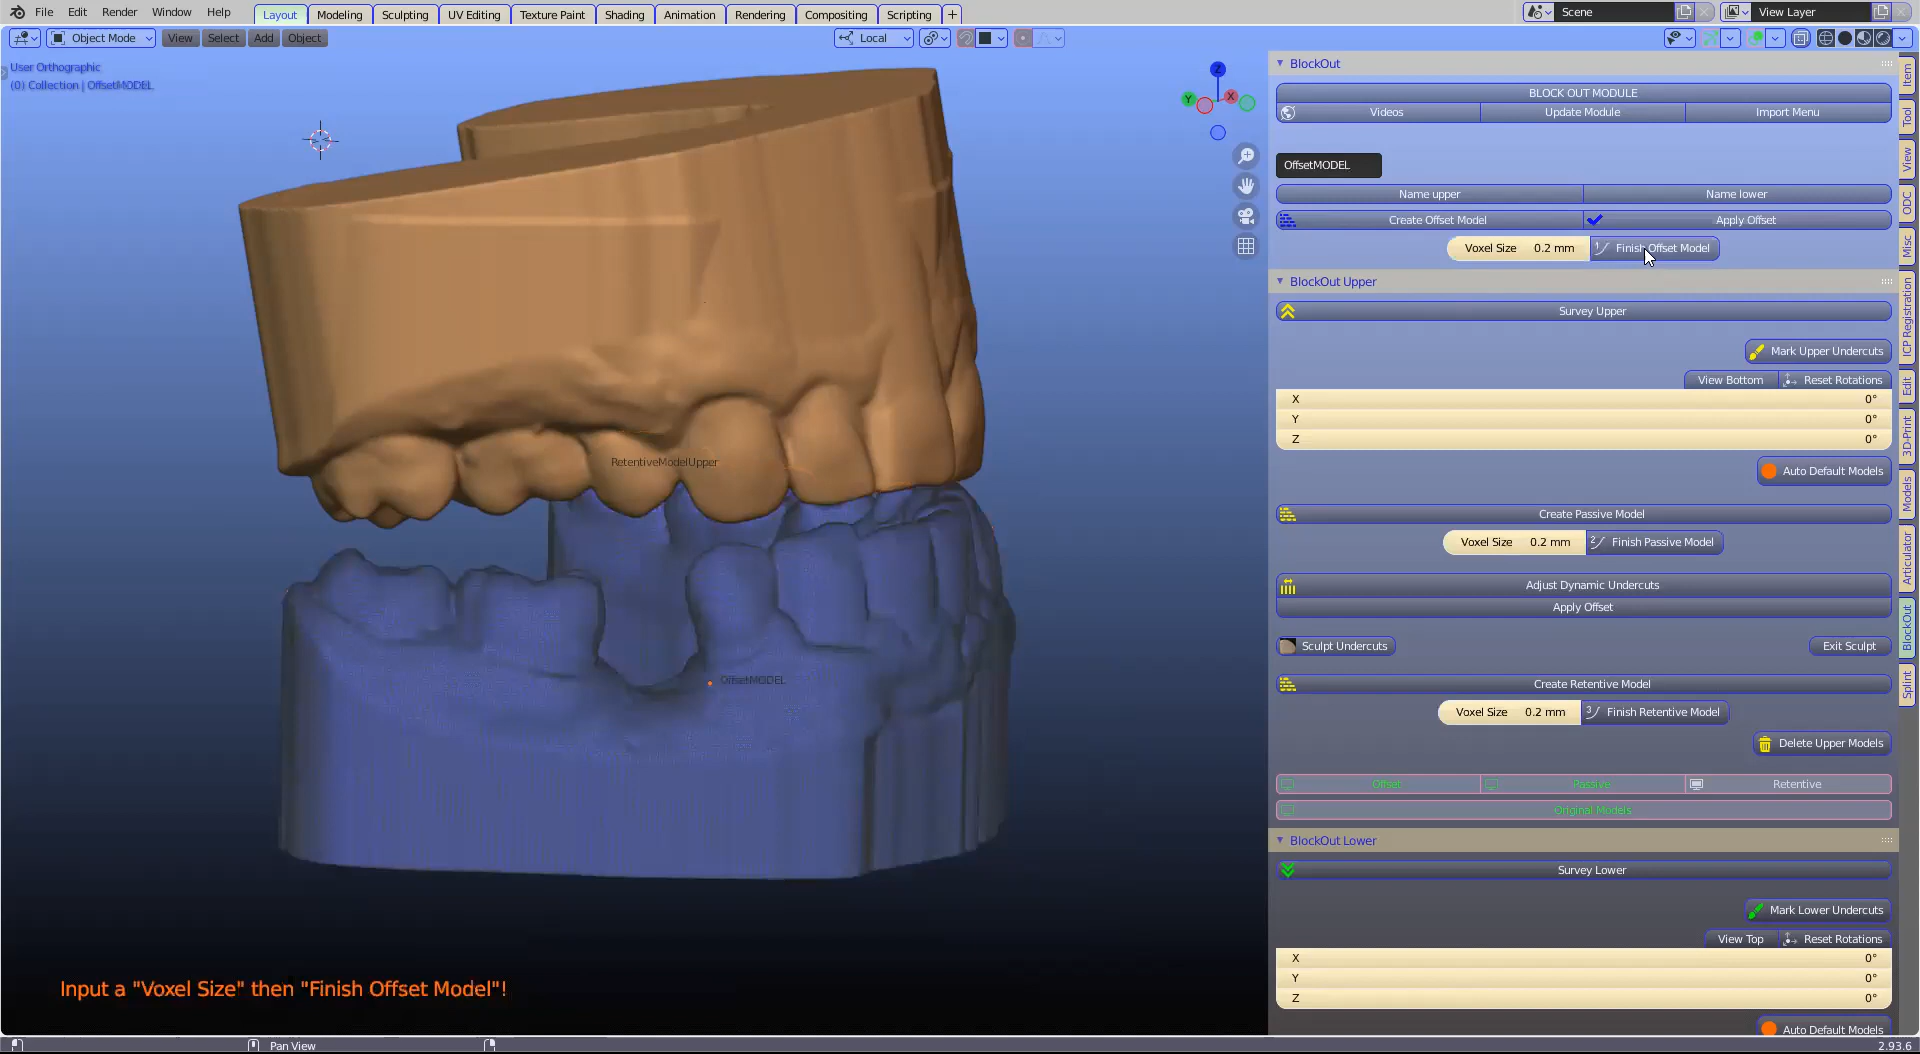 File Edit Render Window Help Layout Modeling Sculpting UV Editing Texture Paint Shading Animation Rendering Compositing Scripting + Scene View Layer
Object Mode View Select Add Object Local
User Orthographic
(0) Collection | OffsetMODEL
Z
Y X
BlockOut
BLOCK OUT MODULE
Videos Update Module Import Menu
OffsetMODEL
Name upper Name lower
Create Offset Model Apply Offset
Voxel Size 0.2 mm Finish Offset Model
BlockOut Upper
Survey Upper
Mark Upper Undercuts
View Bottom Reset Rotations
X 0°
Y 0°
Z 0°
RetentiveModelUpper
Auto Default Models
Create Passive Model
Voxel Size 0.2 mm Finish Passive Model
Adjust Dynamic Undercuts
Apply Offset
Sculpt Undercuts Exit Sculpt
OffsetMODEL
Create Retentive Model
Voxel Size 0.2 mm Finish Retentive Model
Delete Upper Models
Offset Passive Retentive
Original Models
BlockOut Lower
Survey Lower
Mark Lower Undercuts
View Top Reset Rotations
X 0°
Y 0°
Z 0°
Auto Default Models
Input a "Voxel Size" then "Finish Offset Model"!
Item
Tool
View
ODC
Misc
ICP Registration
Edit
3D-Print
Models
Articulator
BlockOut
Splint
Pan View 2.93.6